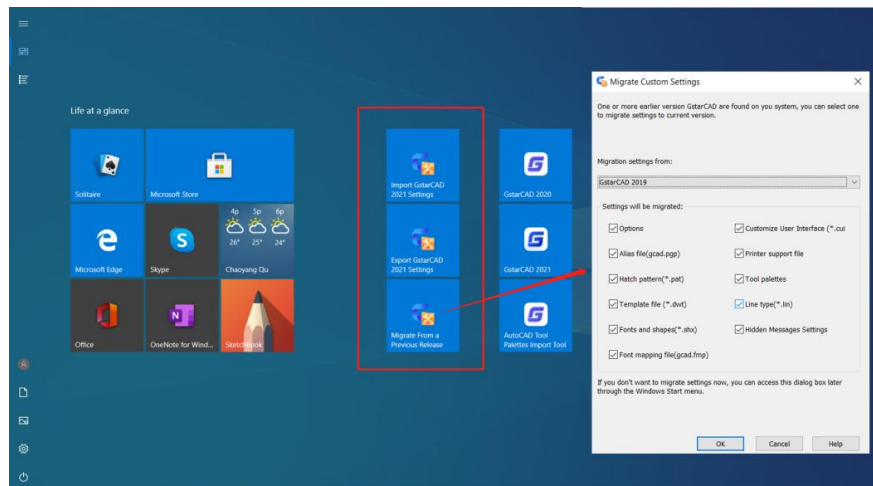 Life at a glance
Solitaire
Microsoft Store
Import GstarCAD
2021 Settings
GstarCAD 2020
4p 5p 6p
26° 25° 24°
Microsoft Edge
Skype
Chaoyang Qu
Export GstarCAD
2021 Settings
GstarCAD 2021
Office
OneNote for Wind...
Sketchbook
Migrate From a
Previous Release
AutoCAD Tool
Palettes Import Tool
Migrate Custom Settings
One or more earlier version GstarCAD are found on you system, you can select one
to migrate settings to current version.
Migration settings from:
GstarCAD 2019
Settings will be migrated:
Options
Customize User Interface (*.cui
Alias file(gcad.pgp)
Printer support file
Hatch pattern(*.pat)
Tool palettes
Template file (*.dwt)
Line type(*.lin)
Fonts and shapes(*.shx)
Hidden Messages Settings
Font mapping file(gcad.fmp)
If you don't want to migrate settings now, you can access this dialog box later
through the Windows Start menu.
OK
Cancel
Help